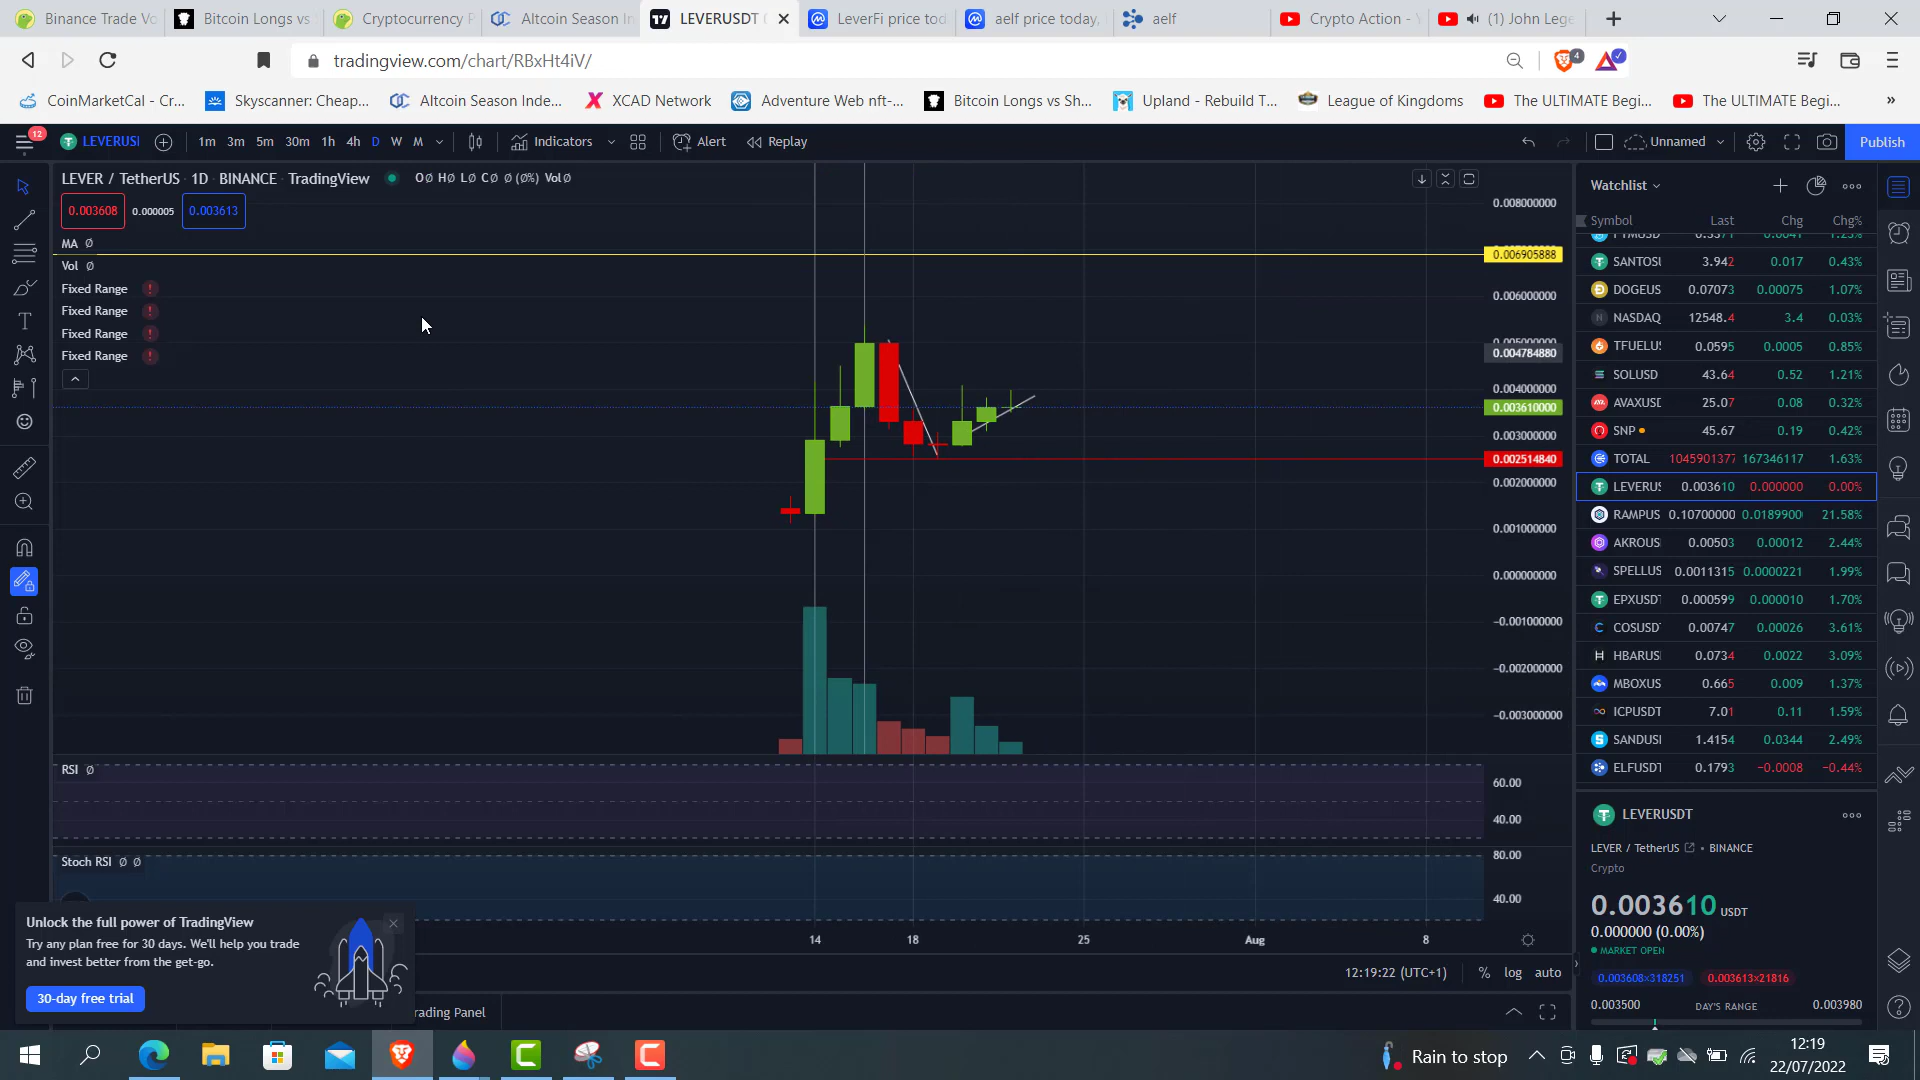 Binance Trade Vo
Bitcoin Longs vs
Cryptocurrency P
Altcoin Season In
LEVERUSDT
LeverFi price tod
aelf price today,
aelf
Crypto Action -
(1) John Lege
tradingview.com/chart/RBxHt4iV/
4
CoinMarketCal - Cr...
Skyscanner: Cheap...
Altcoin Season Inde...
XCAD Network
Adventure Web nft-...
Bitcoin Longs vs Sh...
Upland - Rebuild T...
League of Kingdoms
The ULTIMATE Begi...
The ULTIMATE Begi...
»
12
LEVERUSI
1m 3m 5m 30m 1h 4h D W M
Indicators
Alert
Replay
Unnamed
Publish
LEVER / TetherUS · 1D · BINANCE · TradingView
OØ HØ LØ CØ Ø (Ø%) Vol Ø
0.003608
0.000005
0.003613
MA Ø
Vol Ø
Fixed Range !
Fixed Range !
Fixed Range !
Fixed Range !
0.008000000
0.006905888
0.006000000
0.004784880
0.004000000
0.003610000
0.003000000
0.002514840
0.002000000
0.001000000
0.000000000
−0.001000000
−0.002000000
−0.003000000
RSI Ø
60.00
40.00
Stoch RSI Ø Ø
80.00
40.00
14 18 25 Aug 8
12:19:22 (UTC+1) % log auto
Unlock the full power of TradingView
Try any plan free for 30 days. We'll help you trade
and invest better from the get-go.
30-day free trial
rading Panel
Watchlist
Symbol Last Chg Chg%
SANTOSU 3.942 0.017 0.43%
DOGEUS 0.07073 0.00075 1.07%
NASDAQ 12548.4 3.4 0.03%
TFUELU 0.0595 0.0005 0.85%
SOLUSD 43.64 0.52 1.21%
AVAXUSD 25.07 0.08 0.32%
SNP 45.67 0.19 0.42%
TOTAL 1045901377 167346117 1.63%
LEVERUS 0.003610 0.000000 0.00%
RAMPUS 0.10700000 0.0189900 21.58%
AKROUS 0.00503 0.00012 2.44%
SPELLUS 0.0011315 0.0000221 1.99%
EPXUSDT 0.000599 0.000010 1.70%
COSUSDT 0.00747 0.00026 3.61%
HBARUS 0.0734 0.0022 3.09%
MBOXUS 0.665 0.009 1.37%
ICPUSDT 7.01 0.11 1.59%
SANDUSI 1.4154 0.0344 2.49%
ELFUSDT 0.1793 −0.0008 −0.44%
LEVERUSDT
LEVER / TetherUS • BINANCE
Crypto
0.003610 USDT
0.000000 (0.00%)
MARKET OPEN
0.003608×318251 0.003613×21816
0.003500 DAY'S RANGE 0.003980
Rain to stop
12:19
22/07/2022